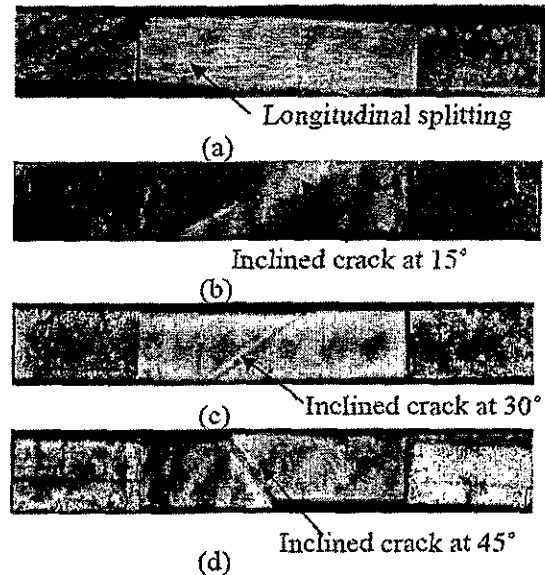 Longitudinal splitting
(a)
Inclined crack at 15°
(b)
Inclined crack at 30°
(c)
Inclined crack at 45°
(d)